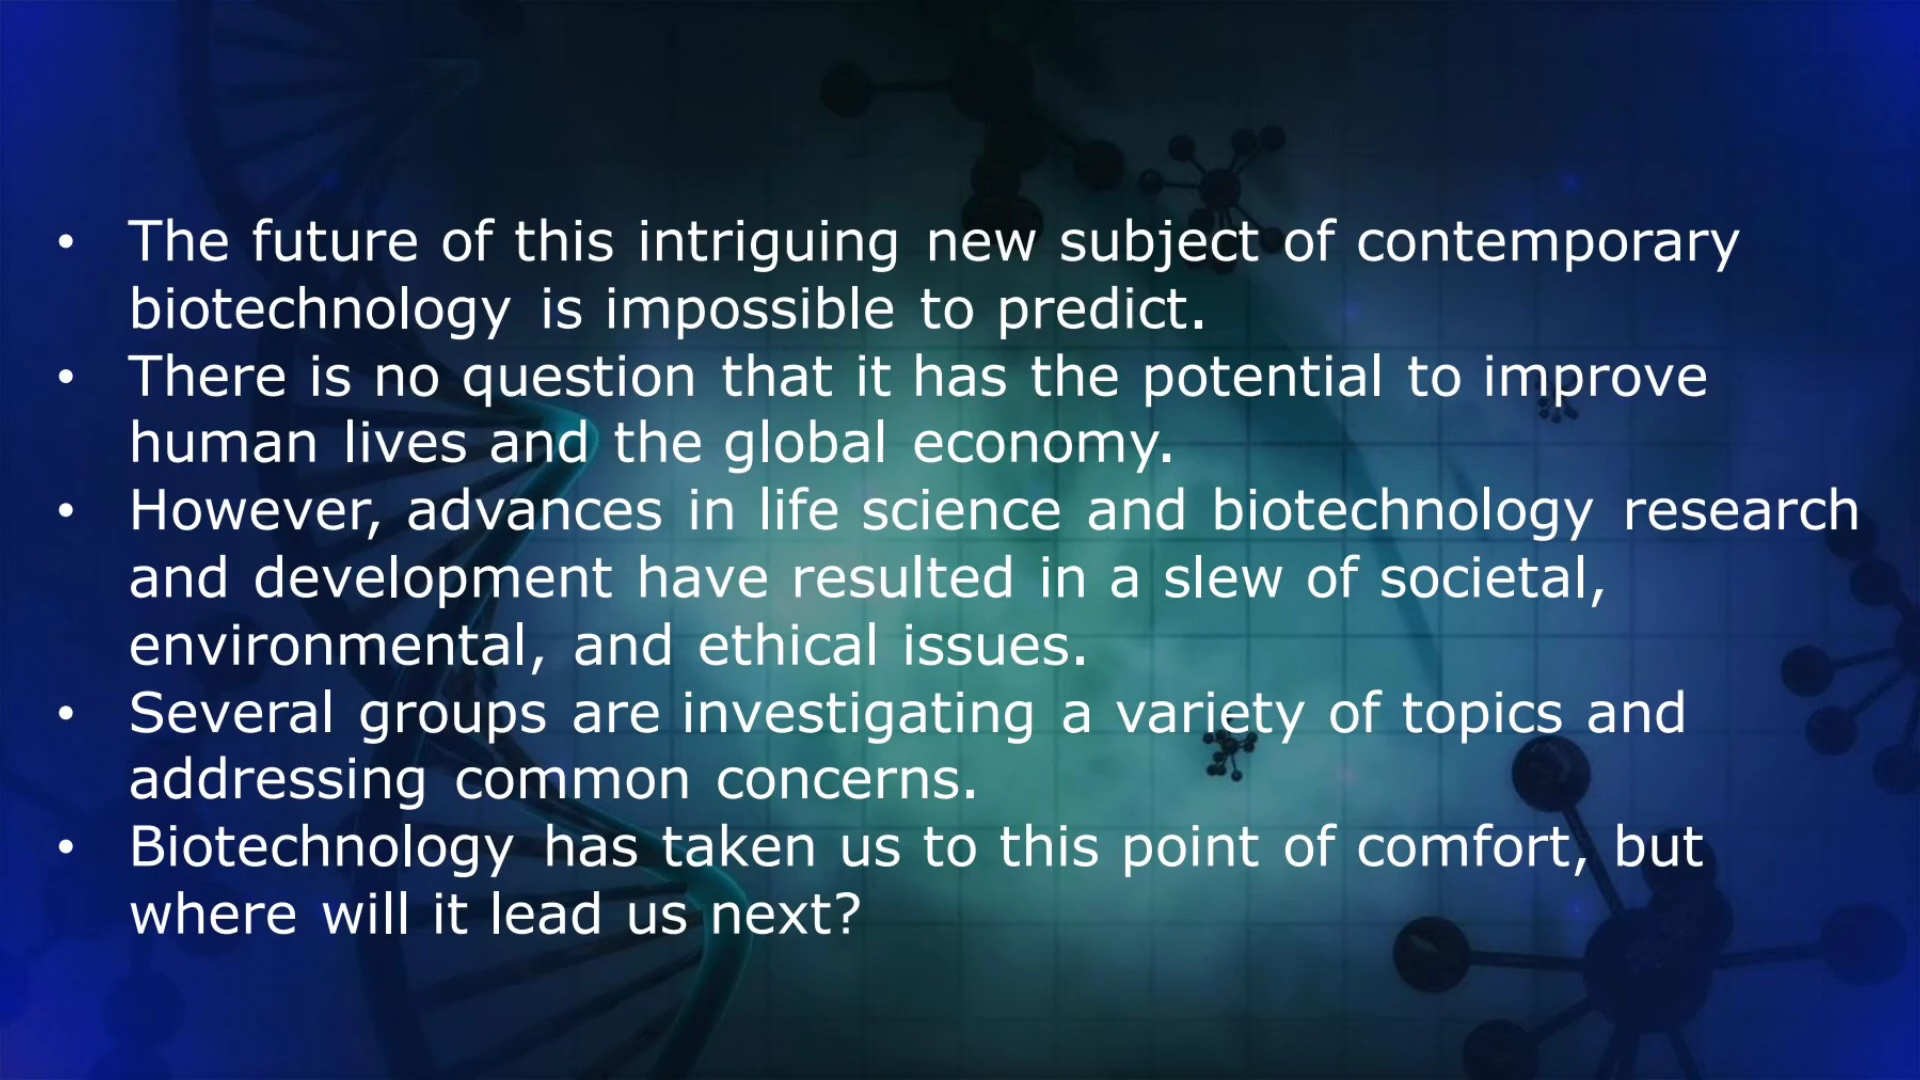 • The future of this intriguing new subject of contemporary
biotechnology is impossible to predict.
• There is no question that it has the potential to improve
human lives and the global economy.
• However, advances in life science and biotechnology research
and development have resulted in a slew of societal,
environmental, and ethical issues.
• Several groups are investigating a variety of topics and
addressing common concerns.
• Biotechnology has taken us to this point of comfort, but
where will it lead us next?